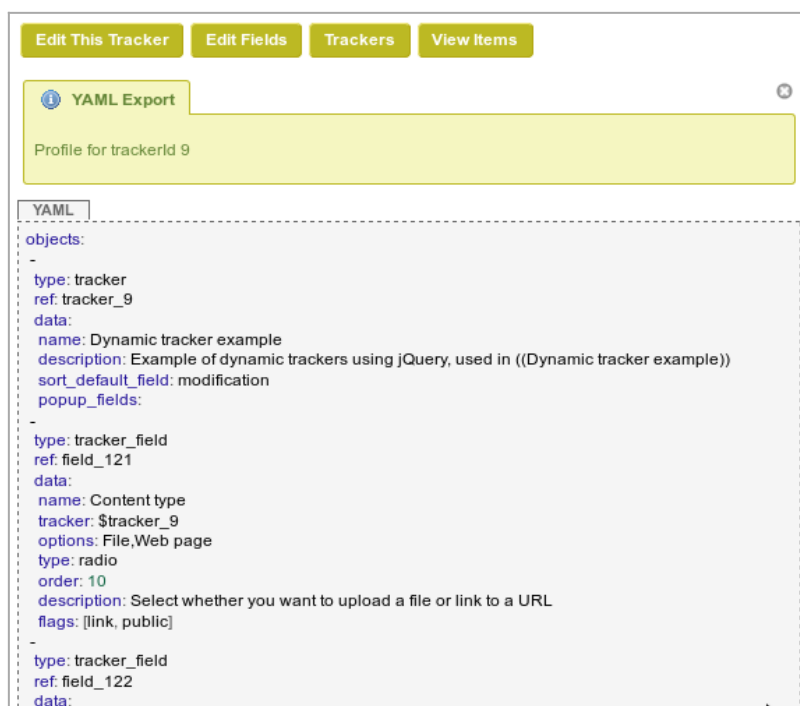 Edit This Tracker Edit Fields Trackers View Items
YAML Export
Profile for trackerId 9
YAML
objects:
-
type: tracker
ref: tracker_9
data:
name: Dynamic tracker example
description: Example of dynamic trackers using jQuery, used in ((Dynamic tracker example))
sort_default_field: modification
popup_fields:
-
type: tracker_field
ref: field_121
data:
name: Content type
tracker: $tracker_9
options: File,Web page
type: radio
order: 10
description: Select whether you want to upload a file or link to a URL
flags: [link, public]
-
type: tracker_field
ref: field_122
data: